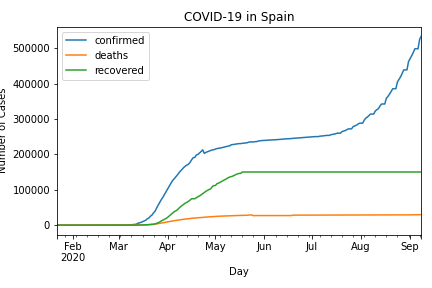 COVID-19 in Spain
confirmed
deaths
recovered
500000
400000
300000
200000
100000
0
Number of Cases
Feb Mar Apr May Jun Jul Aug Sep
2020
Day